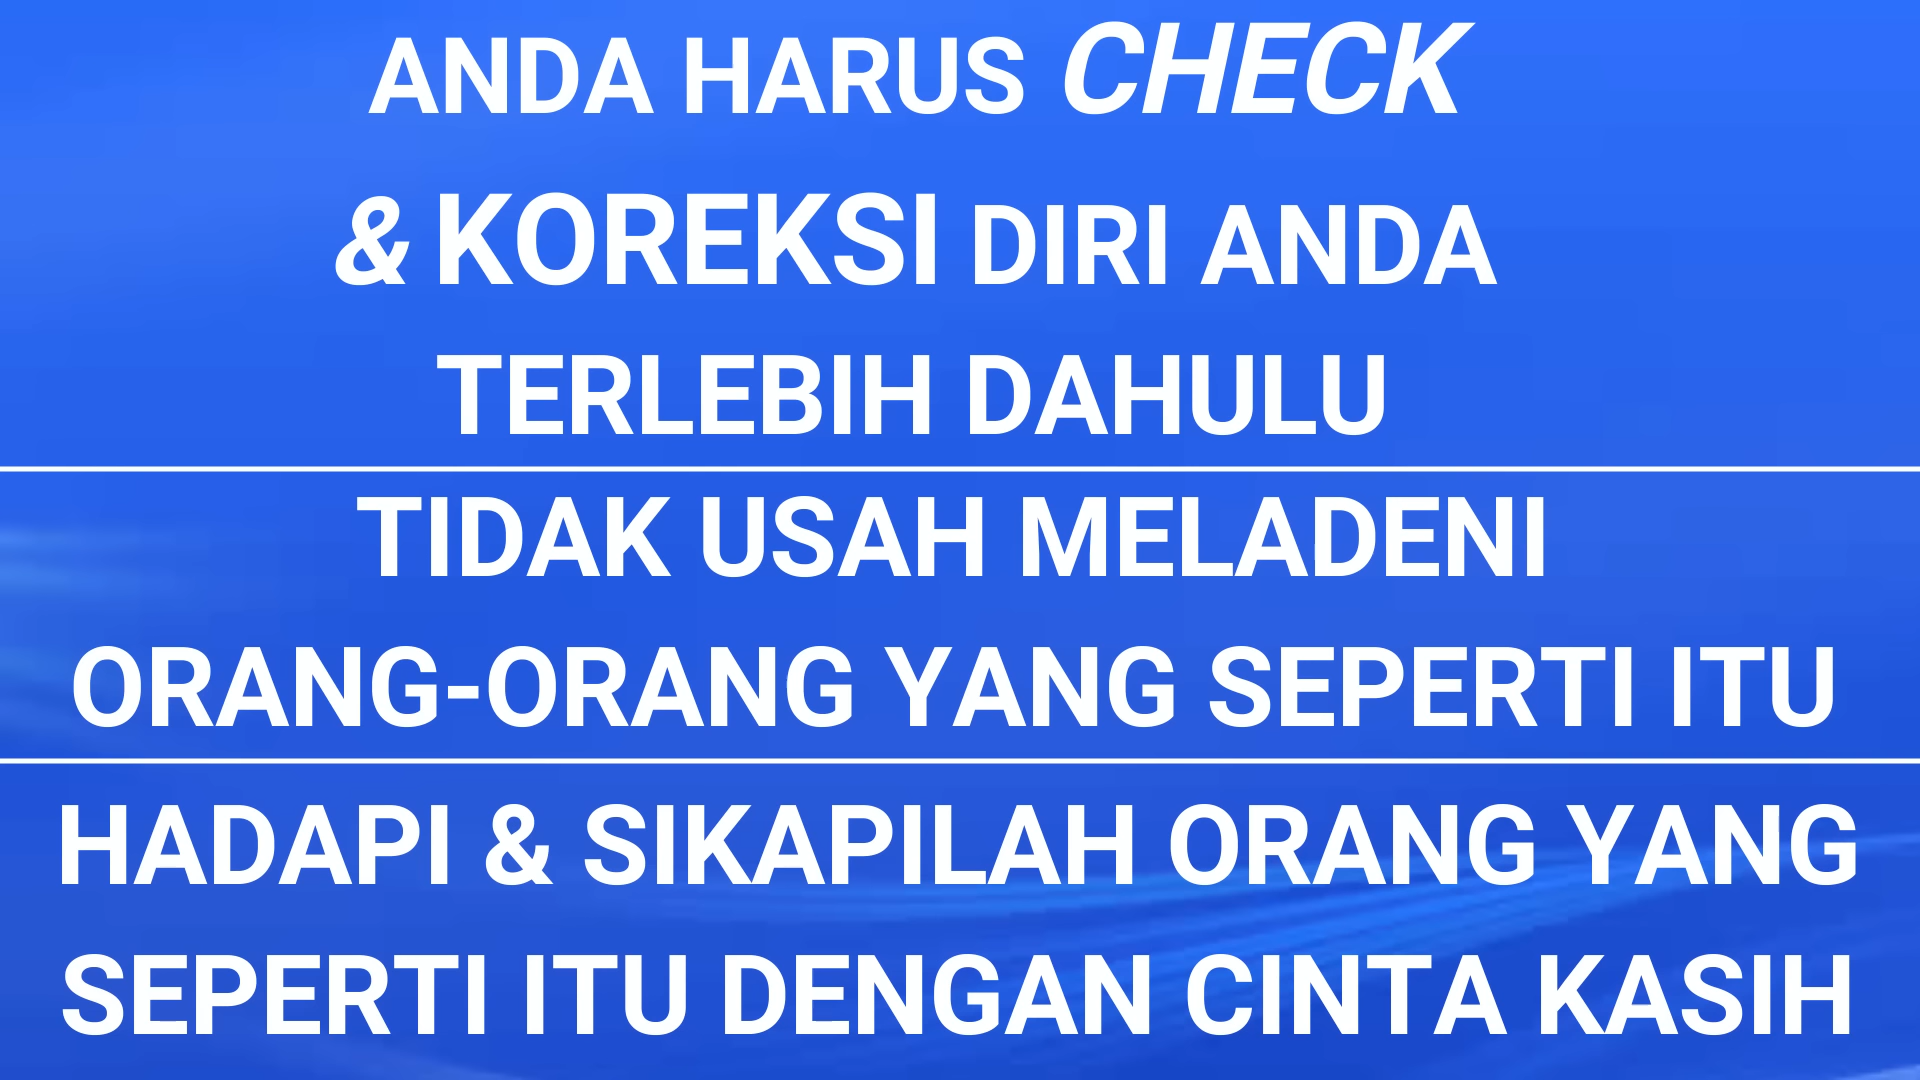 ANDA HARUS CHECK
& KOREKSI DIRI ANDA
TERLEBIH DAHULU
TIDAK USAH MELADENI
ORANG-ORANG YANG SEPERTI ITU
HADAPI & SIKAPILAH ORANG YANG
SEPERTI ITU DENGAN CINTA KASIH